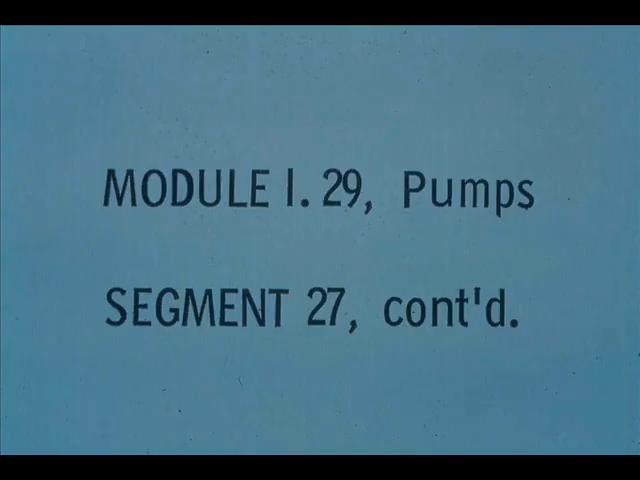 MODULE I. 29, Pumps
SEGMENT 27, cont'd.